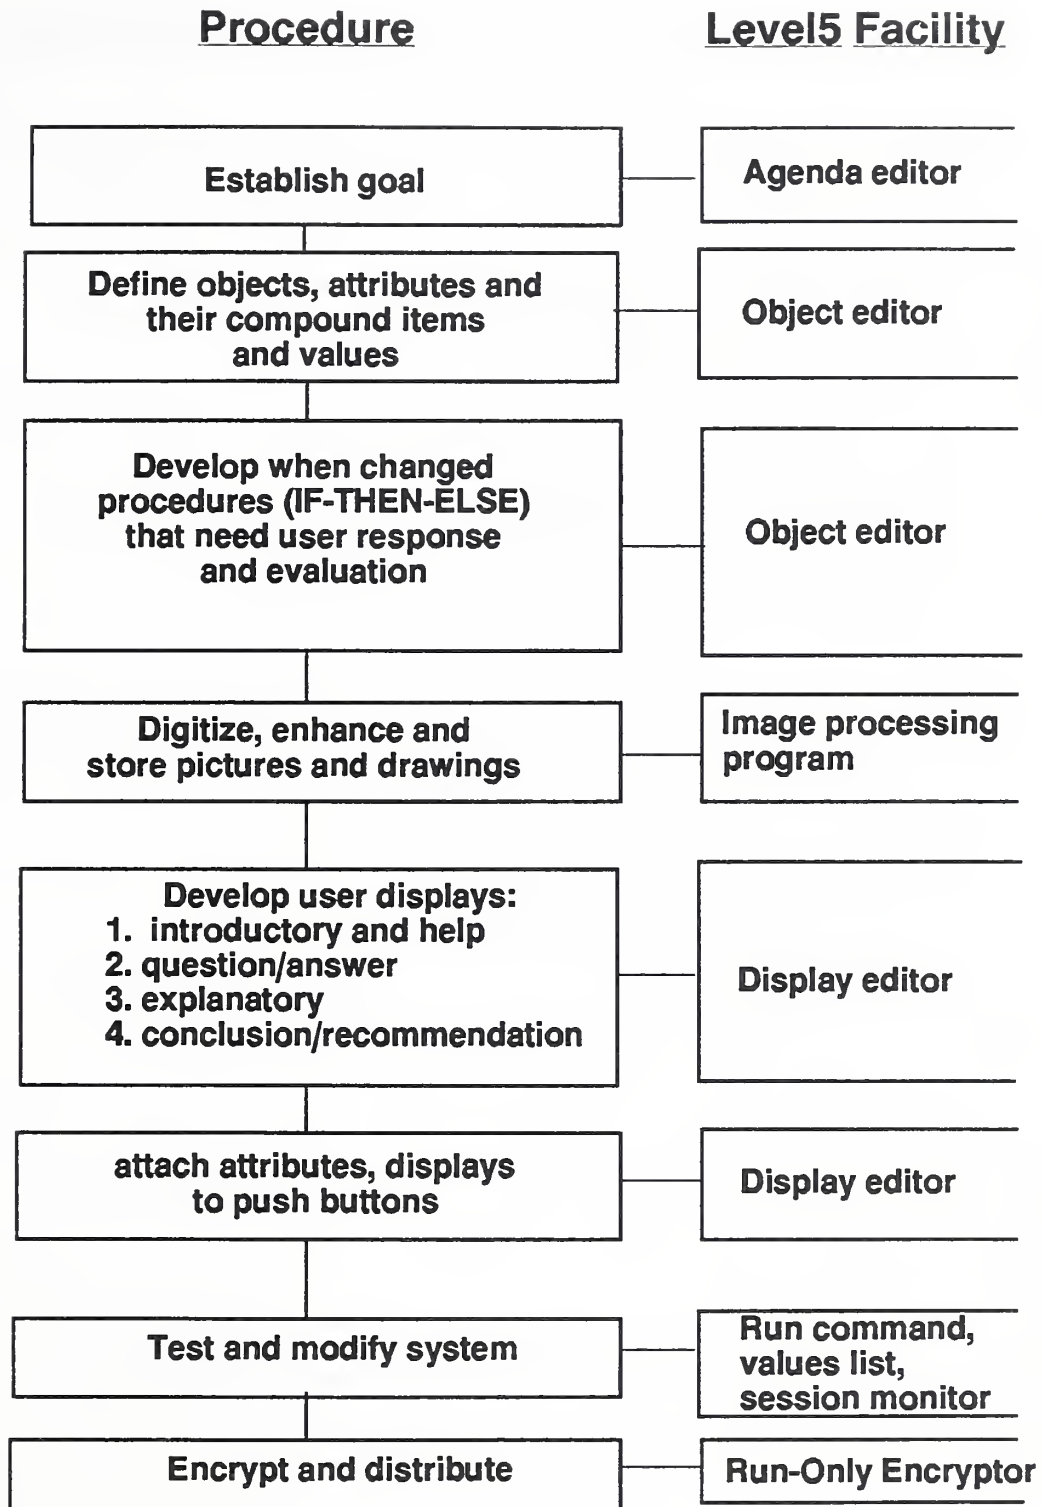 Procedure
Level5 Facility
Establish goal
Agenda editor
Define objects, attributes and
their compound items
and values
Object editor
Develop when changed
procedures (IF-THEN-ELSE)
that need user response
and evaluation
Object editor
Digitize, enhance and
store pictures and drawings
Image processing
program
Develop user displays:
1. introductory and help
2. question/answer
3. explanatory
4. conclusion/recommendation
Display editor
attach attributes, displays
to push buttons
Display editor
Test and modify system
Run command,
values list,
session monitor
Encrypt and distribute
Run-Only Encryptor